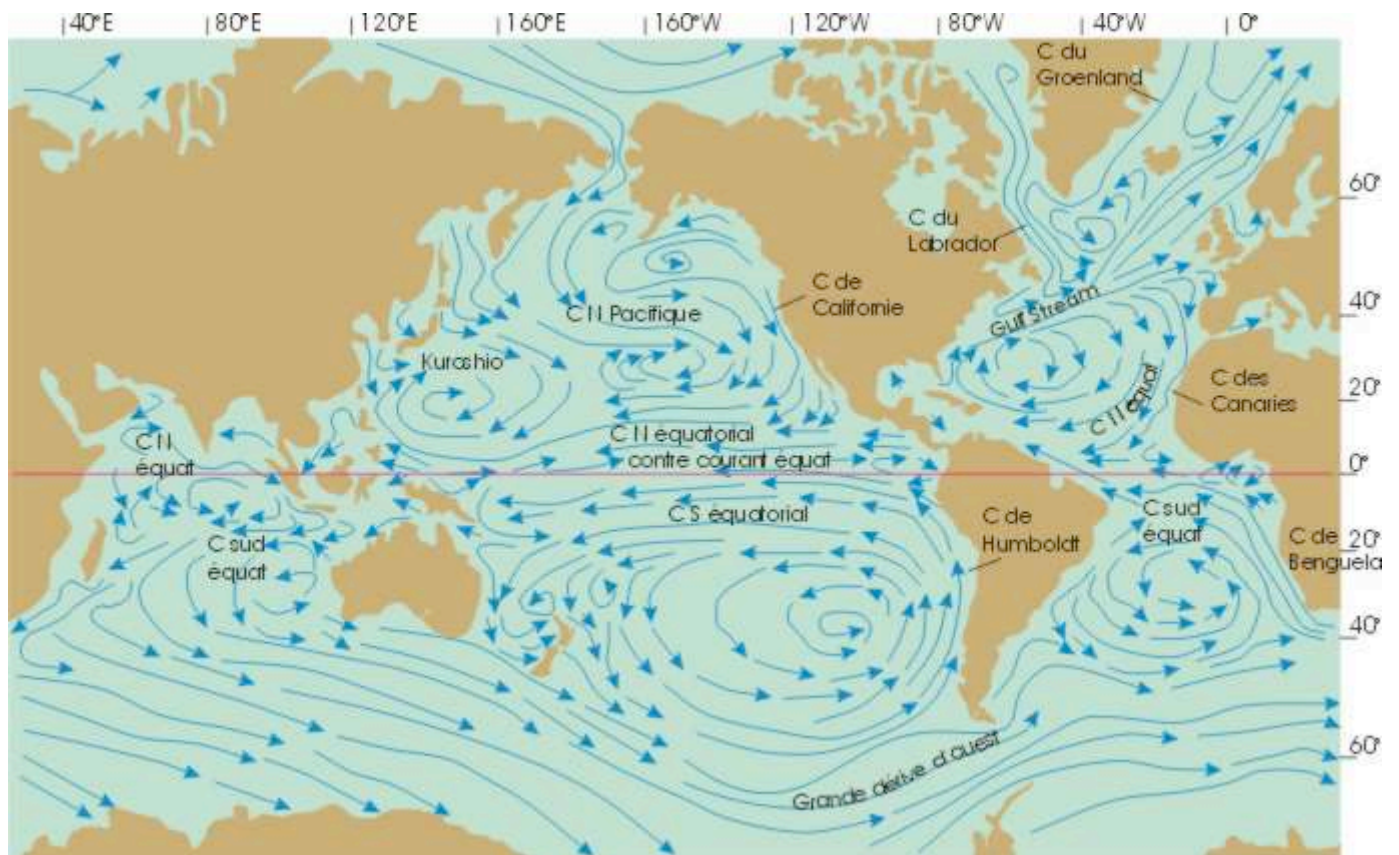 40°E 80°E 120°E 160°E 160°W 120°W 80°W 40°W 0°
C du
Groenland
60°
C du
Labrador
C de
Californie
C N Pacifique
Gulf Stream
40°
Kuroshio
C des
Canaries
20°
C N équat
C N
équat
C N équatorial
contre courant équat
0°
C S équatorial
C sud
équat
C de
Humboldt
C sud
équat
C de
Benguela
20°
40°
Grande dérive d'ouest
60°